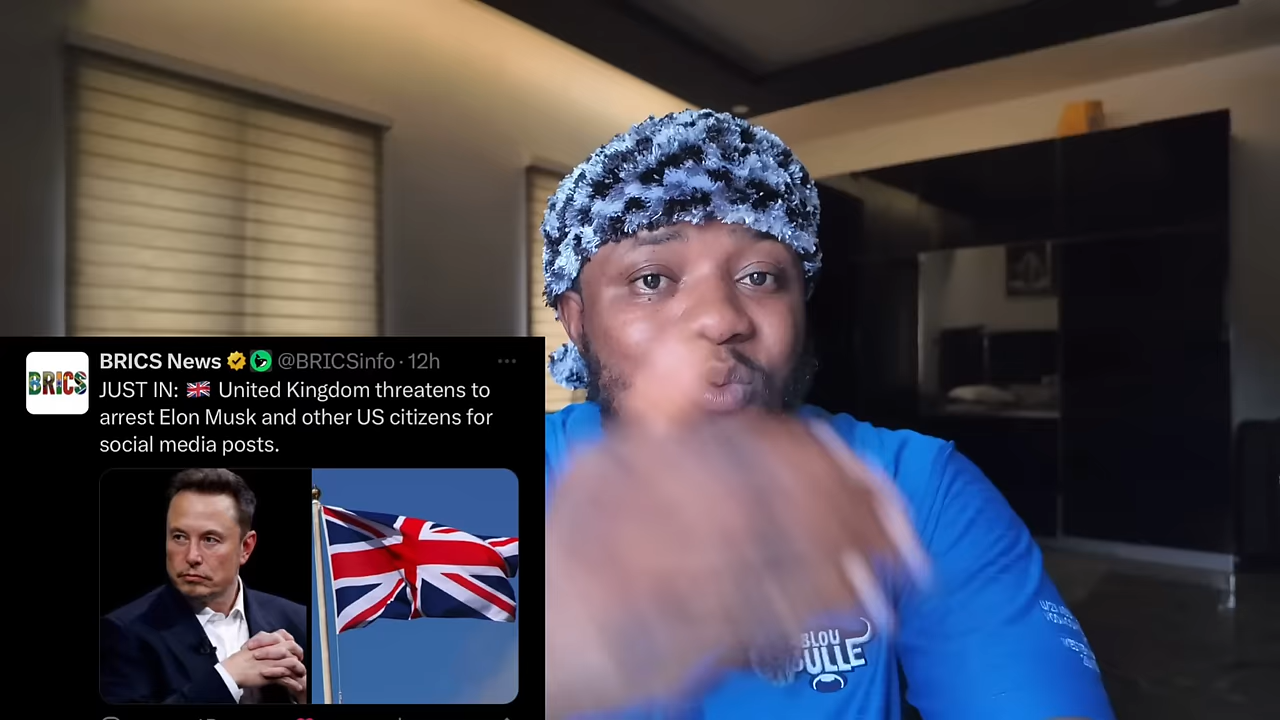 BRICS
BRICS News @BRICSinfo · 12h
JUST IN: 🇬🇧 United Kingdom threatens to
arrest Elon Musk and other US citizens for
social media posts.
BLOU
BULLE